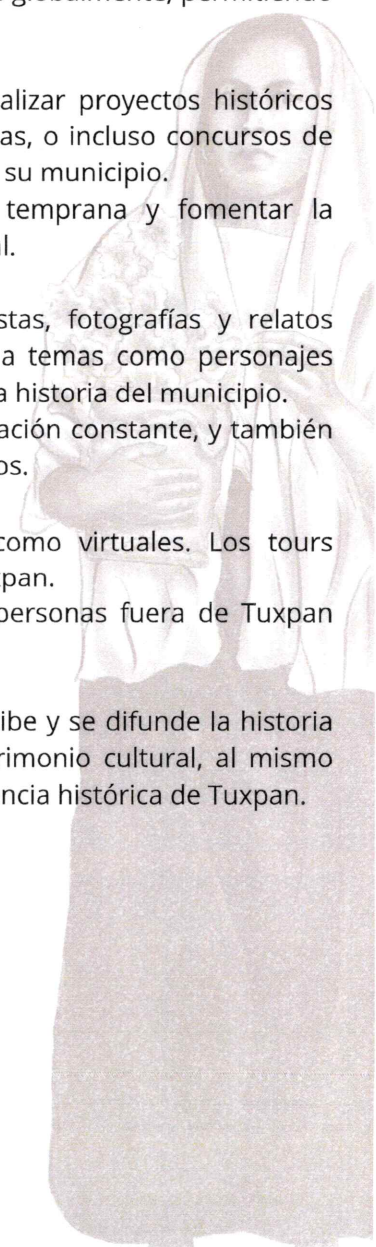 globalmente, permitiendo
alizar proyectos históricos
as, o incluso concursos de
su municipio.
temprana y fomentar la
l.
stas, fotografías y relatos
a temas como personajes
a historia del municipio.
ación constante, y también
os.
como virtuales. Los tours
xpan.
personas fuera de Tuxpan
ibe y se difunde la historia
rimonio cultural, al mismo
ncia histórica de Tuxpan.